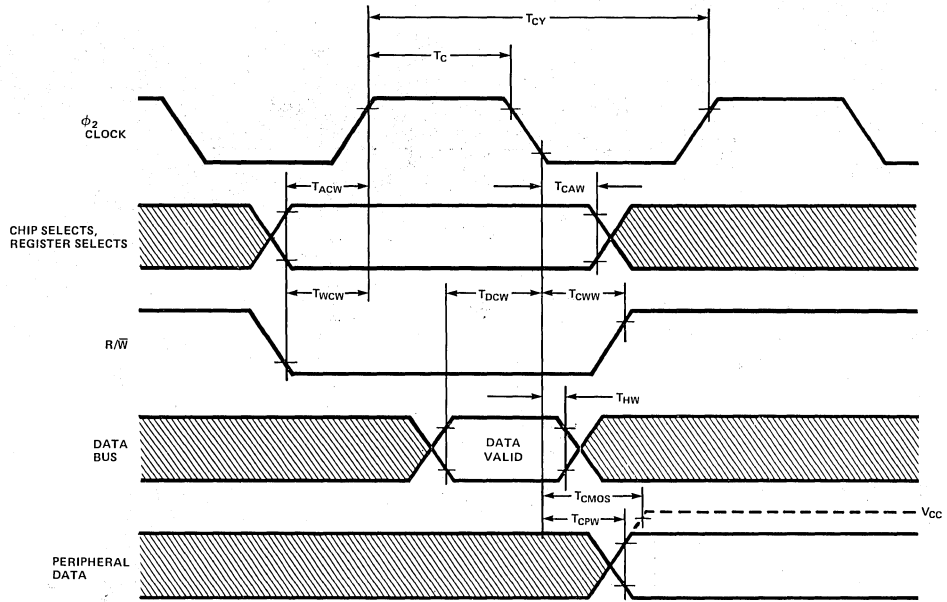 T_CY
T_C
ϕ₂
CLOCK
T_ACW
T_CAW
CHIP SELECTS,
REGISTER SELECTS
T_WCW
T_DCW
T_CWW
R/W̅
T_HW
DATA
BUS
DATA
VALID
T_CMOS
T_CPW
V_CC
PERIPHERAL
DATA